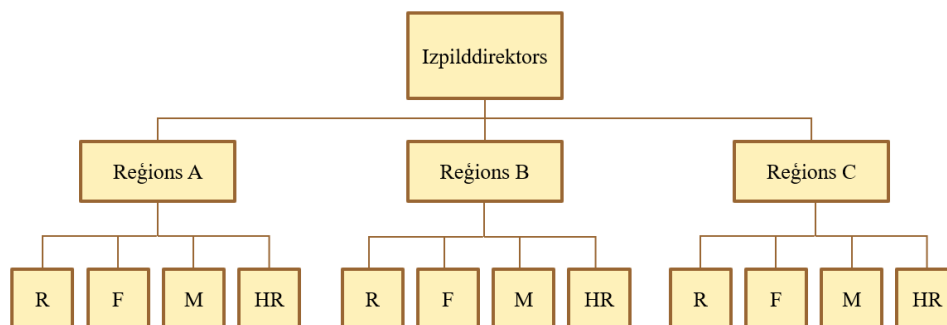 Izpilddirektors
Reģions A
Reģions B
Reģions C
R F M HR R F M HR R F M HR